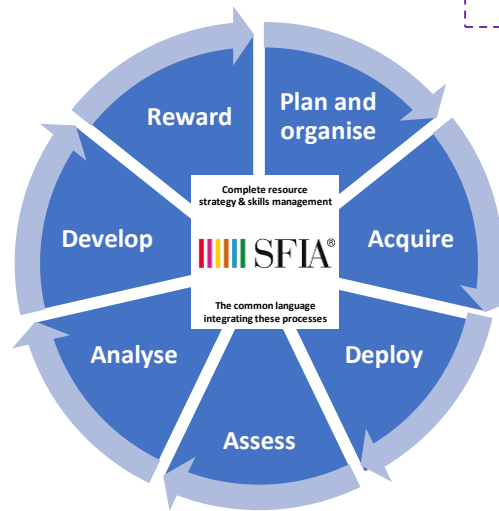 Reward
Plan and
organise
Complete resource
strategy & skills management
Develop
SFIA®
Acquire
The common language
integrating these processes
Analyse
Deploy
Assess